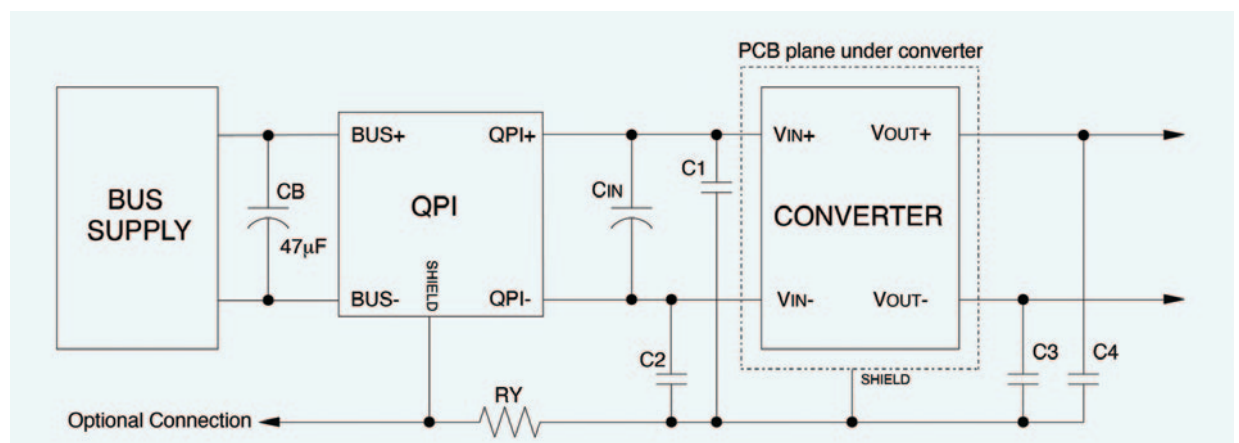 PCB plane under converter
BUS
SUPPLY
CB
47µF
BUS+
QPI+
QPI
BUS-
SHIELD
QPI-
CIN
C1
C2
VIN+
VOUT+
CONVERTER
VIN-
VOUT-
SHIELD
C3
C4
RY
Optional Connection